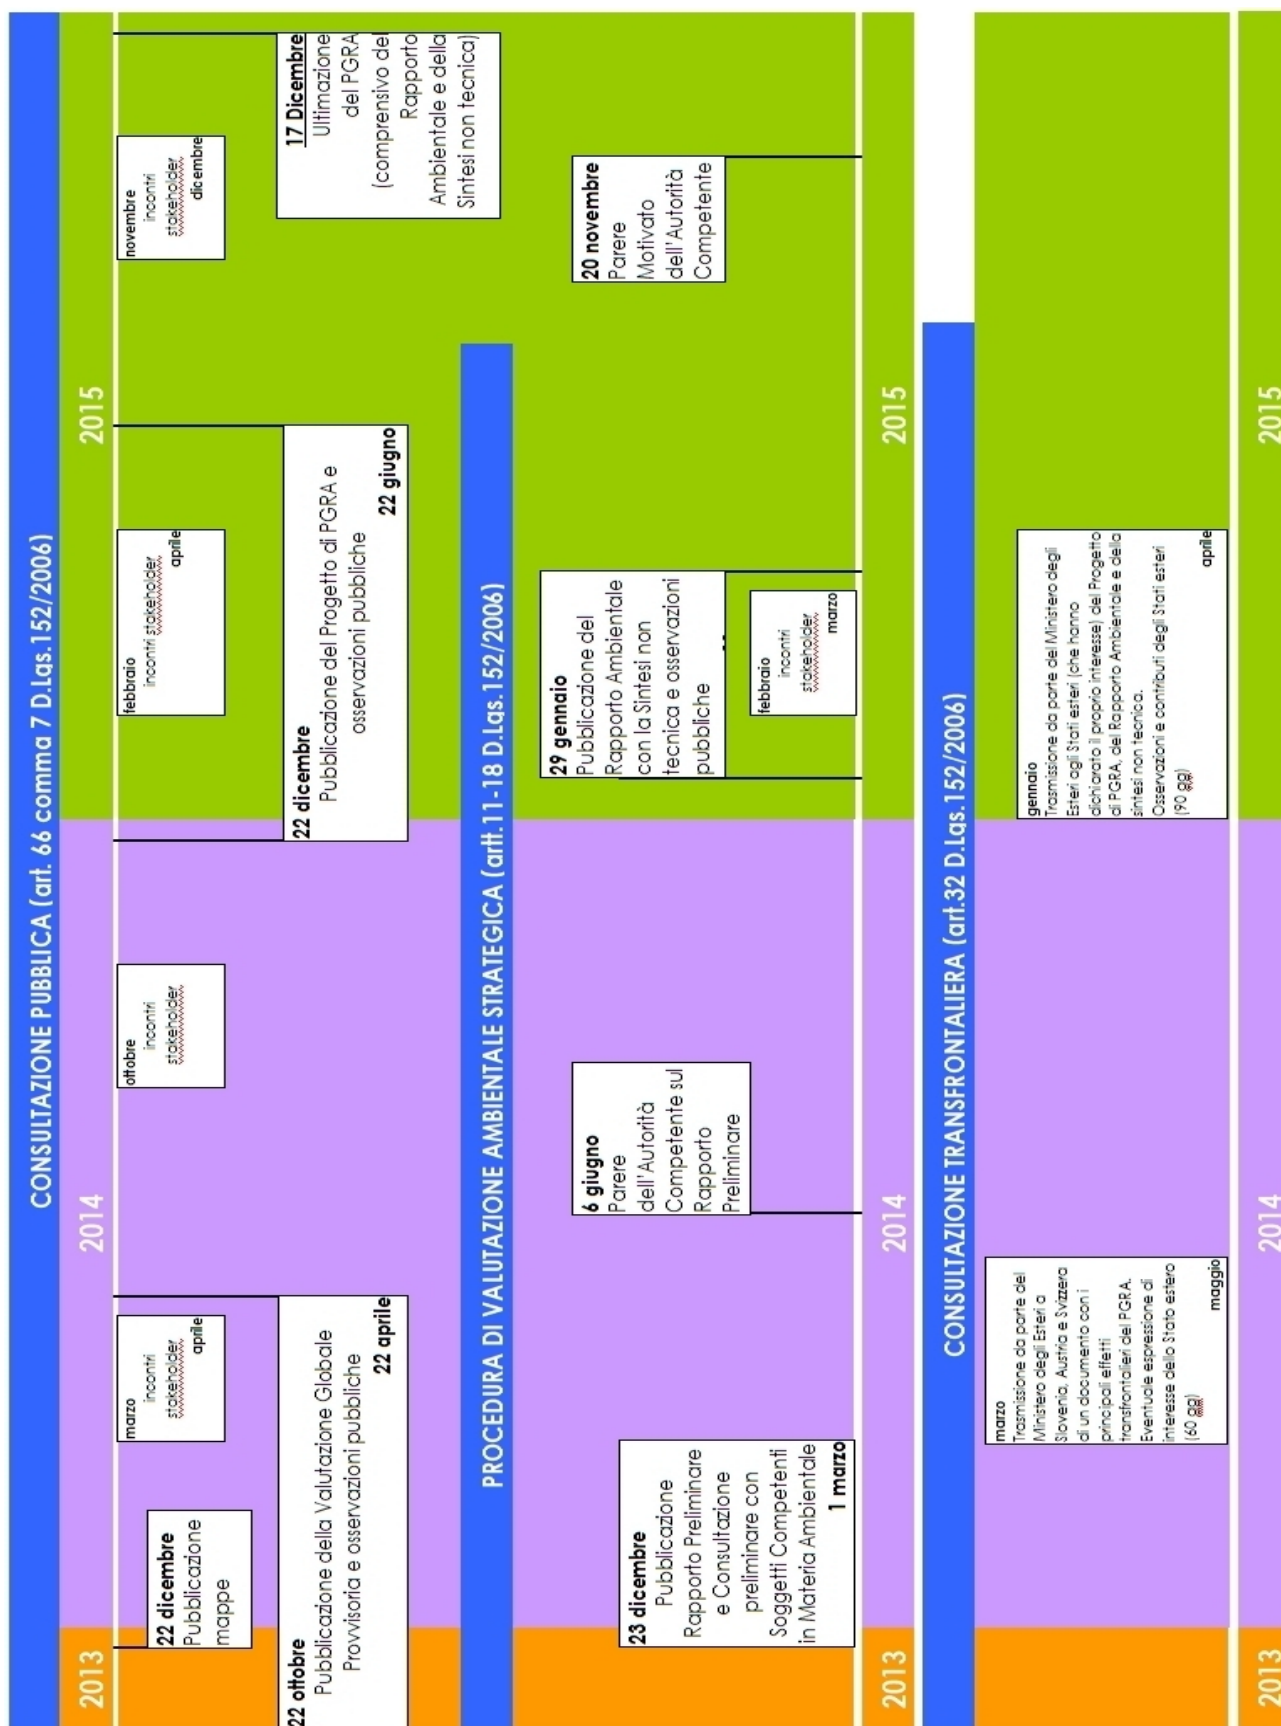 CONSULTAZIONE PUBBLICA (art. 66 comma 7 D.Lgs.152/2006)
2013
2014
2015
22 dicembre
Pubblicazione
mappe
marzo
incontri
stakeholder
aprile
ottobre
incontri
stakeholder
febbraio
incontri stakeholder
aprile
novembre
incontri
stakeholder
dicembre
22 ottobre
Pubblicazione della Valutazione Globale
Provvisoria e osservazioni pubbliche
22 aprile
22 dicembre
Pubblicazione del Progetto di PGRA e
osservazioni pubbliche
22 giugno
17 Dicembre
Ultimazione
del PGRA
(comprensivo del
Rapporto
Ambientale e della
Sintesi non tecnica)
PROCEDURA DI VALUTAZIONE AMBIENTALE STRATEGICA (artt.11-18 D.Lgs.152/2006)
23 dicembre
Pubblicazione
Rapporto Preliminare
e Consultazione
preliminare con
Soggetti Competenti
in Materia Ambientale
1 marzo
6 giugno
Parere
dell'Autorità
Competente sul
Rapporto
Preliminare
29 gennaio
Pubblicazione del
Rapporto Ambientale
con la Sintesi non
tecnica e osservazioni
pubbliche
febbraio
incontri
stakeholder
marzo
20 novembre
Parere
Motivato
dell'Autorità
Competente
2013
2014
2015
CONSULTAZIONE TRANSFRONTALIERA (art.32 D.Lgs.152/2006)
marzo
Trasmissione da parte del
Ministero degli Esteri a
Slovenia, Austria e Svizzera
di un documento con i
principali effetti
transfrontalieri del PGRA.
Eventuale espressione di
interesse dello Stato estero
(60 gg)
maggio
gennaio
Trasmissione da parte del Ministero degli
Esteri agli Stati esteri (che hanno
dichiarato il proprio interesse) del Progetto
di PGRA, del Rapporto Ambientale e della
sintesi non tecnica.
Osservazioni e contributi degli Stati esteri
(90 gg)
aprile
2013
2014
2015